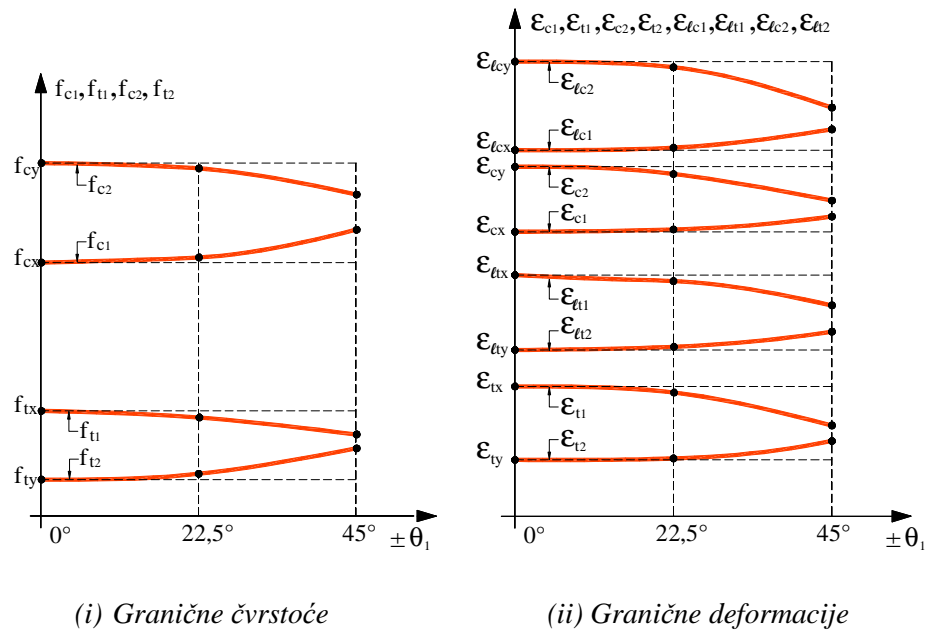 f_c1, f_t1, f_c2, f_t2
f_cy
f_c2
f_c1
f_cx
f_tx
f_t1
f_t2
f_ty
0° 22,5° 45° ±θ_1
(i) Granične čvrstoće
ε_c1, ε_t1, ε_c2, ε_t2, ε_ℓc1, ε_ℓt1, ε_ℓc2, ε_ℓt2
ε_ℓcy
ε_ℓc2
ε_ℓc1
ε_ℓcx
ε_cy
ε_c2
ε_c1
ε_cx
ε_ℓtx
ε_ℓt1
ε_ℓt2
ε_ℓty
ε_tx
ε_t1
ε_t2
ε_ty
0° 22,5° 45° ±θ_1
(ii) Granične deformacije